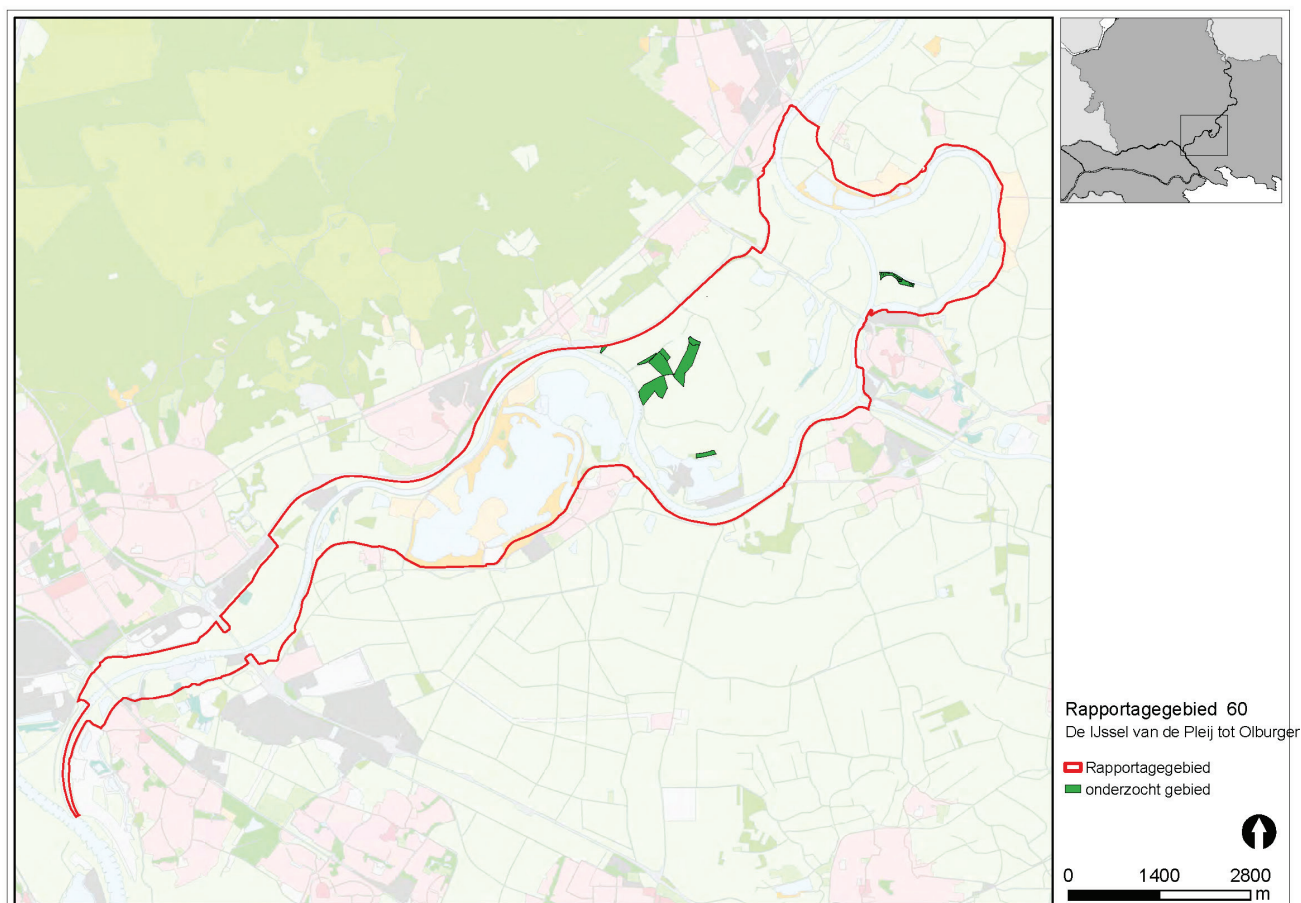 Rapportagegebied 60
De IJssel van de Pleij tot Olburgen
Rapportagegebied
onderzocht gebied
0 1400 2800
m